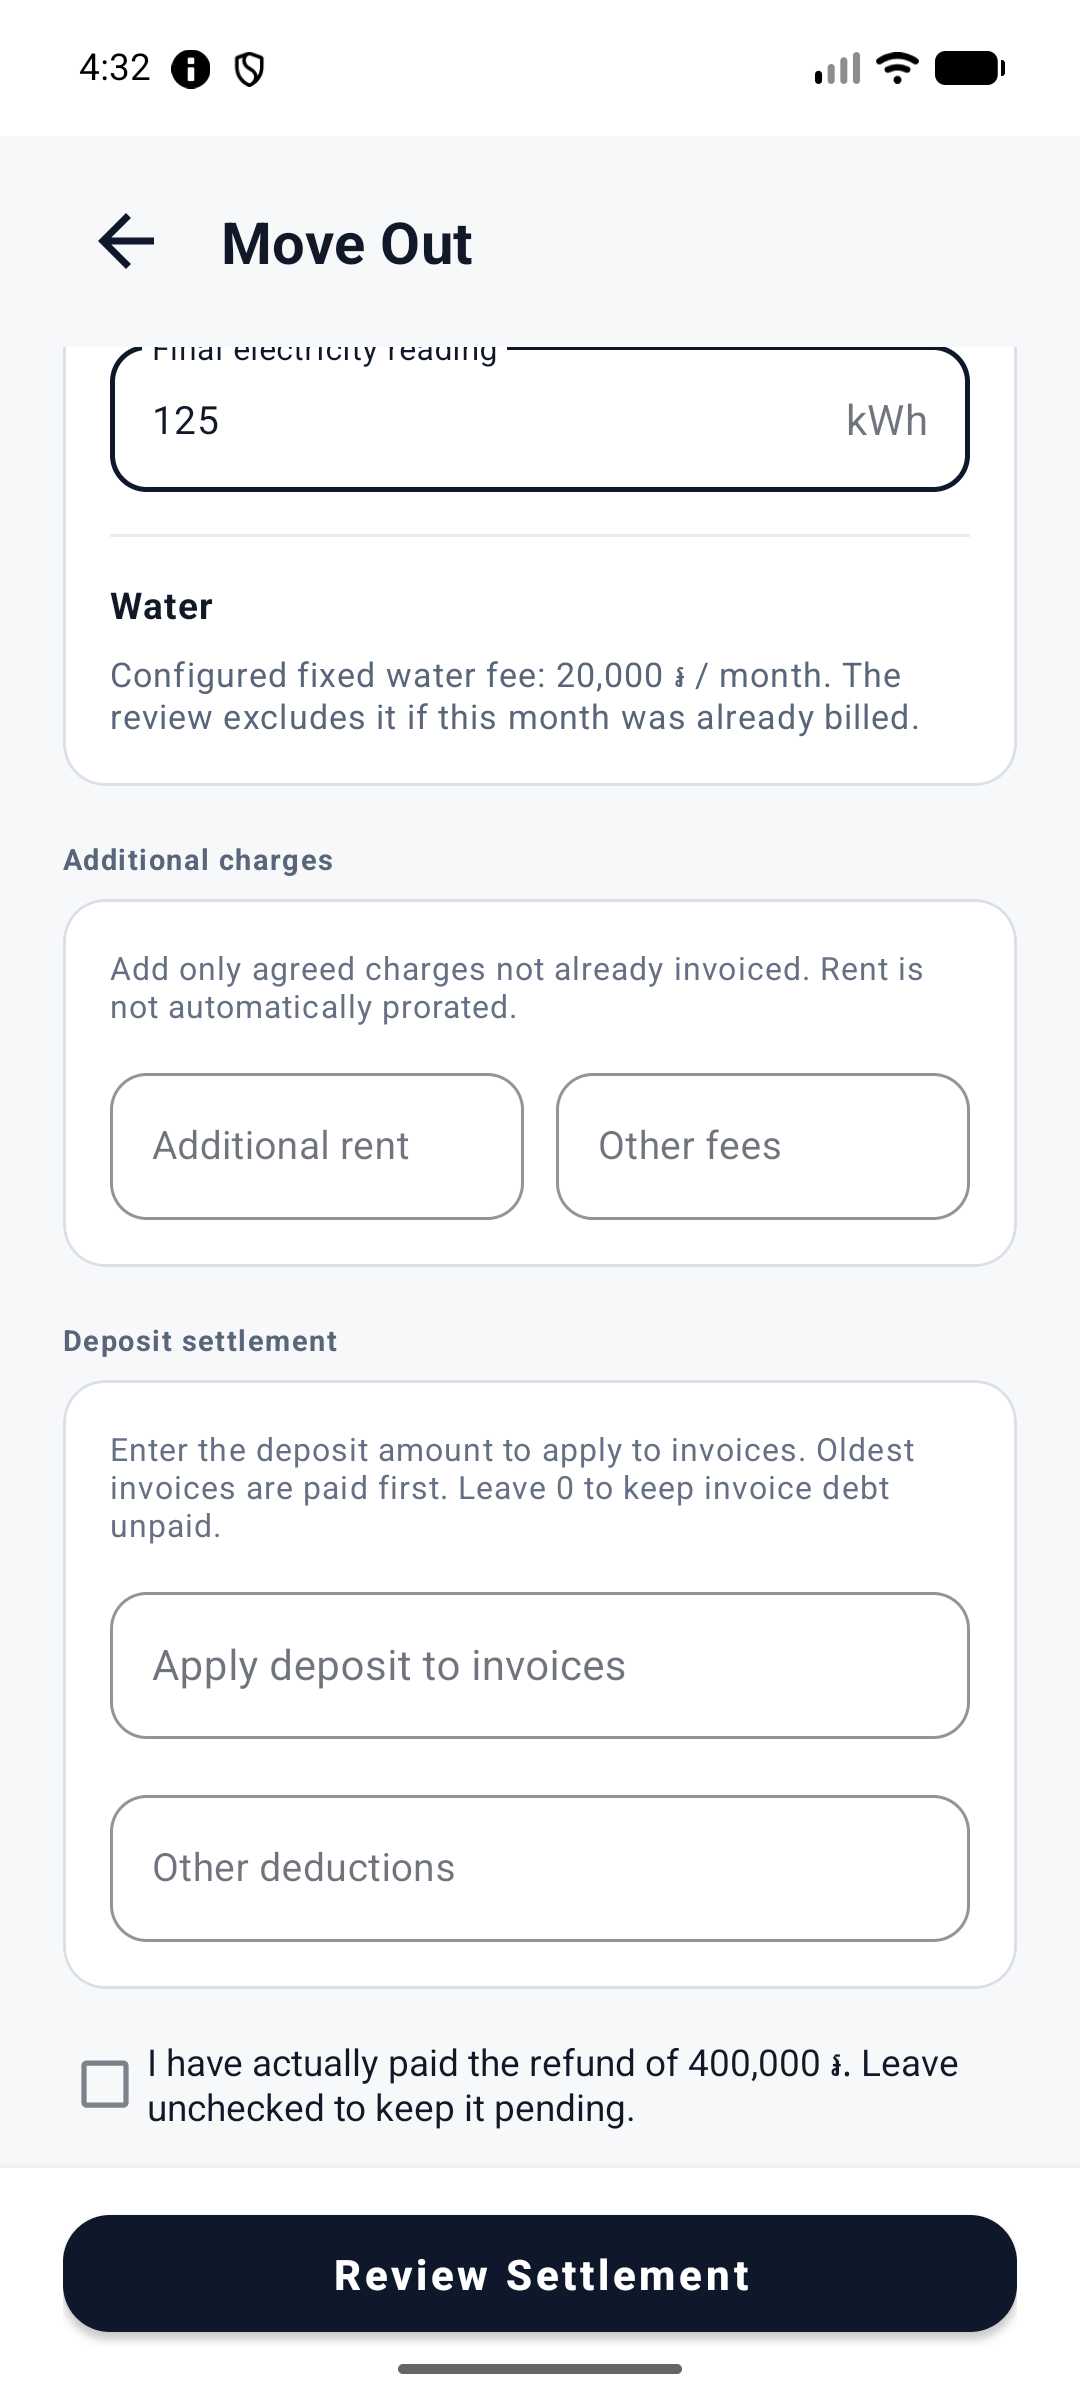 4:32
Move Out
Final electricity reading
125 kWh
Water
Configured fixed water fee: 20,000 ៛ / month. The
review excludes it if this month was already billed.
Additional charges
Add only agreed charges not already invoiced. Rent is
not automatically prorated.
Additional rent Other fees
Deposit settlement
Enter the deposit amount to apply to invoices. Oldest
invoices are paid first. Leave 0 to keep invoice debt
unpaid.
Apply deposit to invoices
Other deductions
I have actually paid the refund of 400,000 ៛. Leave
unchecked to keep it pending.
Review Settlement